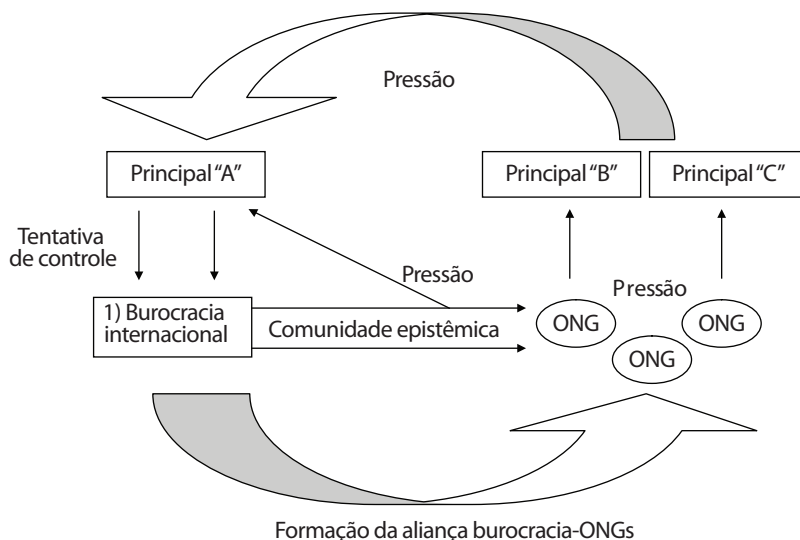 Pressão
Principal “A”
Principal “B”
Principal “C”
Tentativa
de controle
Pressão
Pressão
1) Burocracia
internacional
Comunidade epistêmica
ONG
ONG
ONG
Formação da aliança burocracia-ONGs